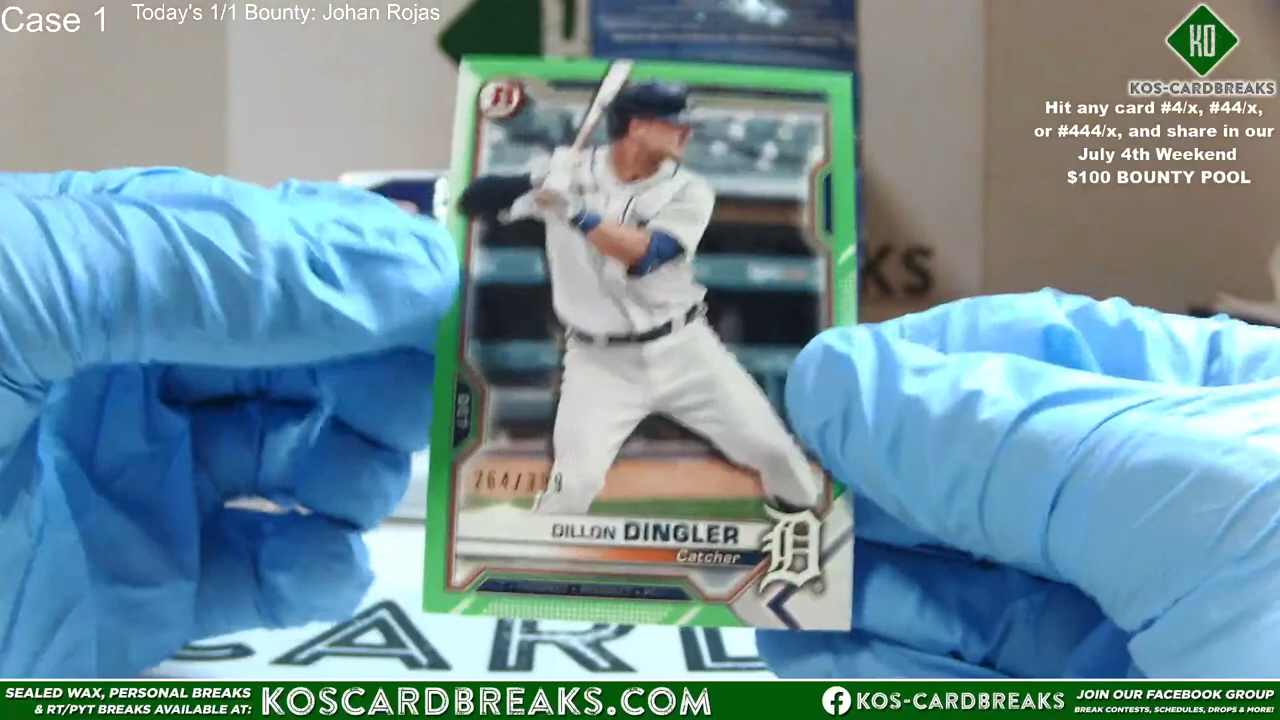 Case 1
Today's 1/1 Bounty: Johan Rojas
KO
KOS-CARDBREAKS
Hit any card #4/x, #44/x,
or #444/x, and share in our
July 4th Weekend
$100 BOUNTY POOL
KS
DILLON DINGLER
Catcher
D
CARD
SEALED WAX, PERSONAL BREAKS
& RT/PYT BREAKS AVAILABLE AT:
KOSCARDBREAKS.COM
KOS-CARDBREAKS
JOIN OUR FACEBOOK GROUP
BREAK CONTESTS, SCHEDULES, DROPS & MORE!